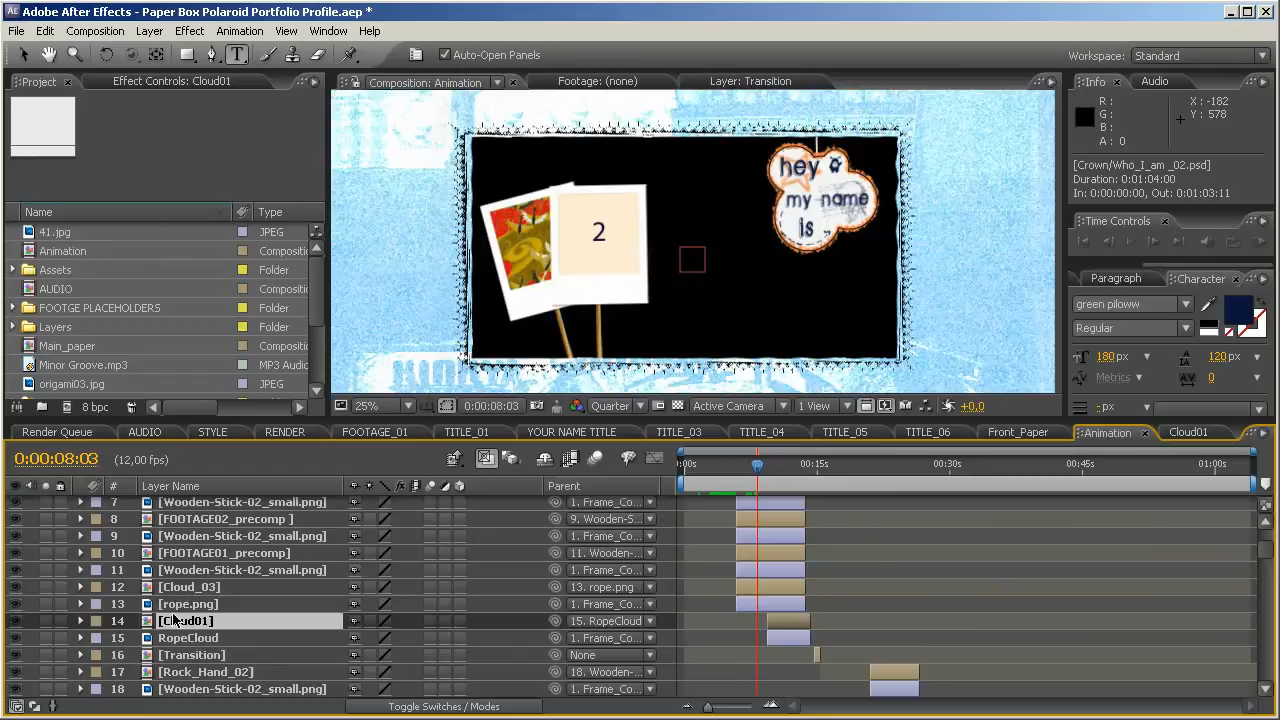 Adobe After Effects - Paper Box Polaroid Portfolio Profile.aep *
File Edit Composition Layer Effect Animation View Window Help
Auto-Open Panels
Workspace: Standard
Project
Effect Controls: Cloud01
Composition: Animation
Footage: (none)
Layer: Transition
Info
Audio
R :
G :
B :
A : 0
X : -182
Y : 578
[Crown/Who_I_am _02.psd]
Duration: 0:01:04:00
In: 0:00:00:00, Out: 0:01:03:11
Time Controls
Name
Type
41.jpg JPEG
Animation Compositi
Assets Folder
AUDIO Compositi
FOOTGE PLACEHOLDERS Folder
Layers Folder
Main_paper Compositi
Minor Groove.mp3 MP3 Audio
origami03.jpg JPEG
8 bpc
hey
my name
is
2
25%
0:00:08:03
Quarter
Active Camera
1 View
+0,0
Paragraph
Character
green piloww
Regular
180 px
120 px
Metrics
0
- px
Render Queue
AUDIO
STYLE
RENDER
FOOTAGE_01
TITLE_01
YOUR NAME TITLE
TITLE_03
TITLE_04
TITLE_05
TITLE_06
Front_Paper
Animation
Cloud01
0:00:08:03
(12,00 fps)
:00s 00:15s 00:30s 00:45s 01:00s
# Layer Name Parent
7 [Wooden-Stick-02_small.png] 1. Frame_Co...
8 [FOOTAGE02_precomp ] 9. Wooden-S...
9 [Wooden-Stick-02_small.png] 1. Frame_Co...
10 [FOOTAGE01_precomp] 11. Wooden-...
11 [Wooden-Stick-02_small.png] 1. Frame_Co...
12 [Cloud_03] 13. rope.png
13 [rope.png] 1. Frame_Co...
14 [Cloud01] 15. RopeCloud
15 RopeCloud 1. Frame_Co...
16 [Transition] None
17 [Rock_Hand_02] 18. Wooden-...
18 [Wooden-Stick-02_small.png] 1. Frame_Co...
Toggle Switches / Modes